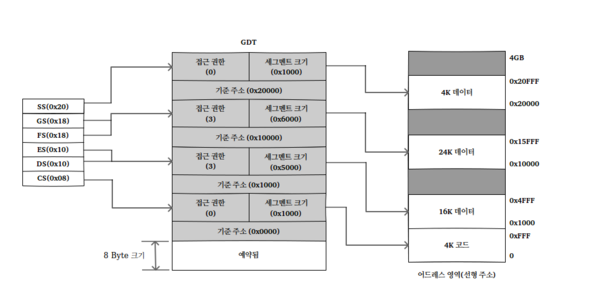 GDT
접근 권한
(0)
세그멘트 크기
(0x1000)
기준 주소 (0x20000)
접근 권한
(3)
세그멘트 크기
(0x6000)
기준 주소 (0x10000)
접근 권한
(3)
세그멘트 크기
(0x5000)
기준 주소 (0x1000)
접근 권한
(0)
세그멘트 크기
(0x1000)
기준 주소 (0x0000)
예약됨
8 Byte 크기
SS(0x20)
GS(0x18)
FS(0x18)
ES(0x10)
DS(0x10)
CS(0x08)
4GB
0x20FFF
4K 데이터
0x20000
0x15FFF
24K 데이터
0x10000
0x4FFF
16K 데이터
0x1000
0xFFF
4K 코드
0
어드레스 영역(선형 주소)